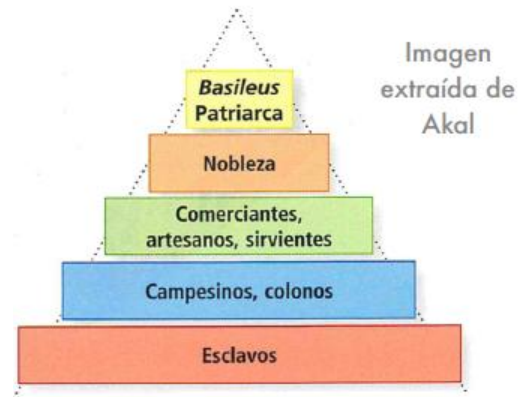 Basileus
Patriarca
Imagen
extraída de
Akal
Nobleza
Comerciantes,
artesanos, sirvientes
Campesinos, colonos
Esclavos